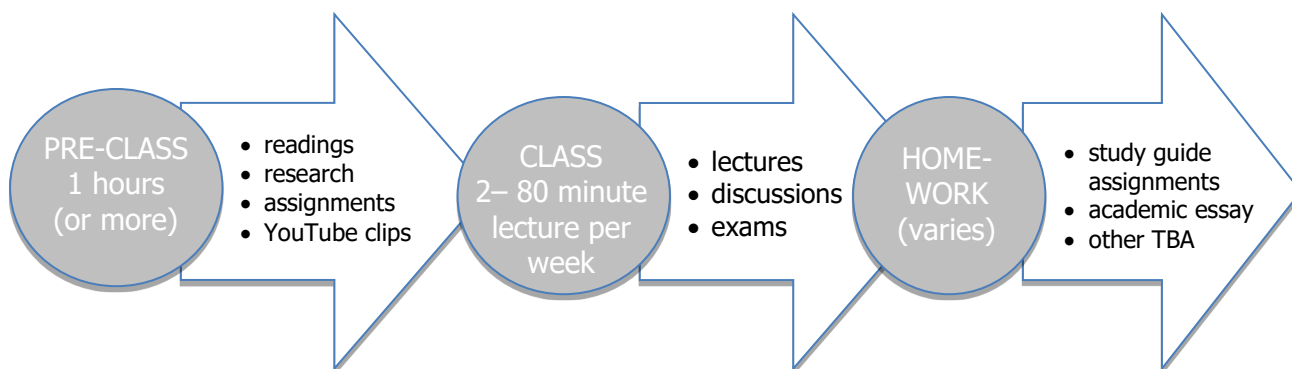 PRE-CLASS
1 hours
(or more)
• readings
• research
• assignments
• YouTube clips
CLASS
2– 80 minute
lecture per
week
• lectures
• discussions
• exams
HOME-
WORK
(varies)
• study guide
assignments
• academic essay
• other TBA